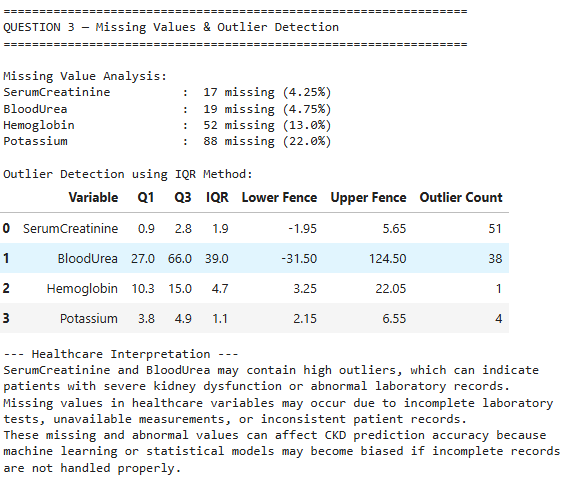 ================================================================
QUESTION 3 — Missing Values & Outlier Detection
================================================================
Missing Value Analysis:
SerumCreatinine : 17 missing (4.25%)
BloodUrea : 19 missing (4.75%)
Hemoglobin : 52 missing (13.0%)
Potassium : 88 missing (22.0%)
Outlier Detection using IQR Method:
Variable Q1 Q3 IQR Lower Fence Upper Fence Outlier Count
0 SerumCreatinine 0.9 2.8 1.9 -1.95 5.65 51
1 BloodUrea 27.0 66.0 39.0 -31.50 124.50 38
2 Hemoglobin 10.3 15.0 4.7 3.25 22.05 1
3 Potassium 3.8 4.9 1.1 2.15 6.55 4
--- Healthcare Interpretation ---
SerumCreatinine and BloodUrea may contain high outliers, which can indicate
patients with severe kidney dysfunction or abnormal laboratory records.
Missing values in healthcare variables may occur due to incomplete laboratory
tests, unavailable measurements, or inconsistent patient records.
These missing and abnormal values can affect CKD prediction accuracy because
machine learning or statistical models may become biased if incomplete records
are not handled properly.